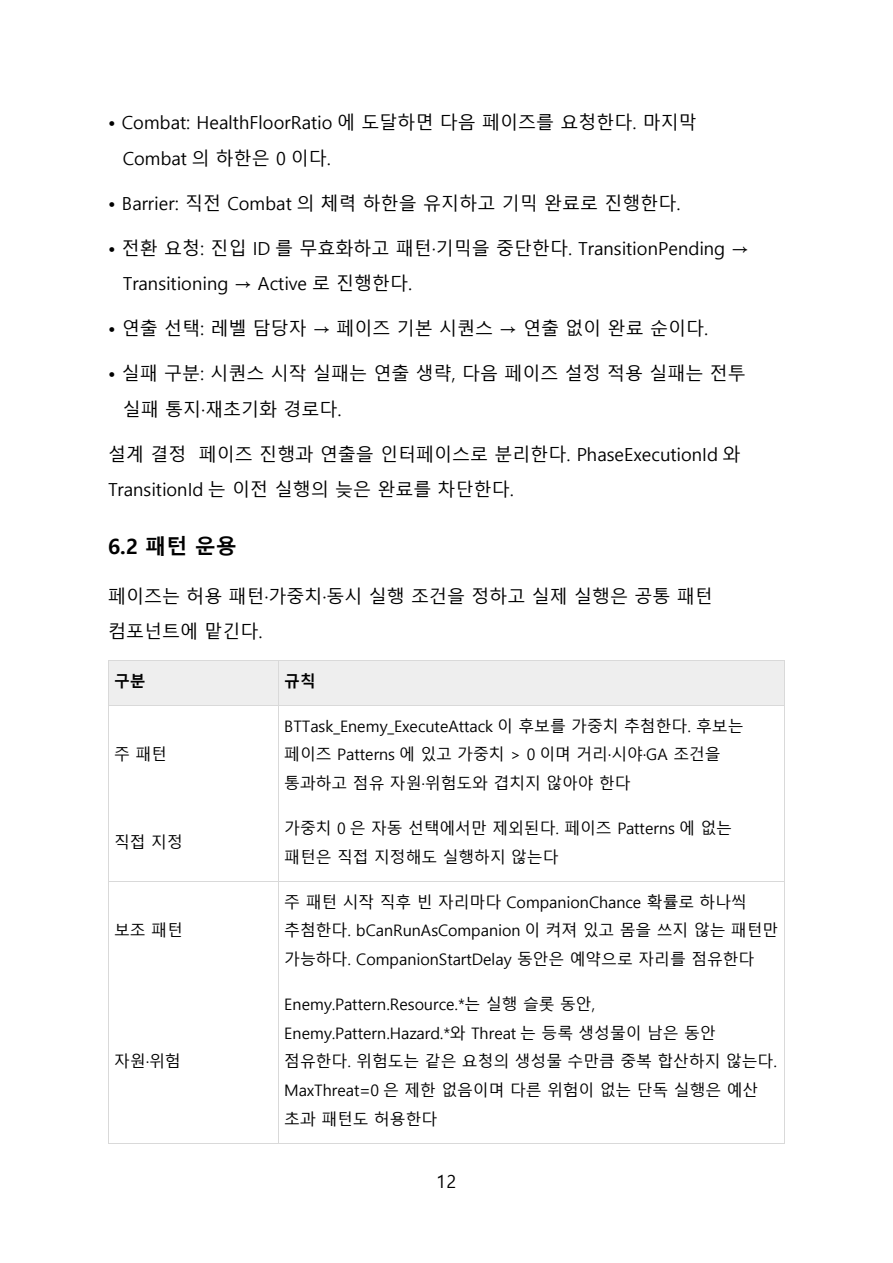 • Combat: HealthFloorRatio 에 도달하면 다음 페이즈를 요청한다. 마지막
Combat 의 하한은 0 이다.
• Barrier: 직전 Combat 의 체력 하한을 유지하고 기믹 완료로 진행한다.
• 전환 요청: 진입 ID 를 무효화하고 패턴·기믹을 중단한다. TransitionPending →
Transitioning → Active 로 진행한다.
• 연출 선택: 레벨 담당자 → 페이즈 기본 시퀀스 → 연출 없이 완료 순이다.
• 실패 구분: 시퀀스 시작 실패는 연출 생략, 다음 페이즈 설정 적용 실패는 전투
실패 통지·재초기화 경로다.
설계 결정 페이즈 진행과 연출을 인터페이스로 분리한다. PhaseExecutionId 와
TransitionId 는 이전 실행의 늦은 완료를 차단한다.
6.2 패턴 운용
페이즈는 허용 패턴·가중치·동시 실행 조건을 정하고 실제 실행은 공통 패턴
컴포넌트에 맡긴다.
구분 규칙
주 패턴
BTTask_Enemy_ExecuteAttack 이 후보를 가중치 추첨한다. 후보는
페이즈 Patterns 에 있고 가중치 > 0 이며 거리·시야·GA 조건을
통과하고 점유 자원·위험도와 겹치지 않아야 한다
직접 지정
가중치 0 은 자동 선택에서만 제외된다. 페이즈 Patterns 에 없는
패턴은 직접 지정해도 실행하지 않는다
보조 패턴
주 패턴 시작 직후 빈 자리마다 CompanionChance 확률로 하나씩
추첨한다. bCanRunAsCompanion 이 켜져 있고 몸을 쓰지 않는 패턴만
가능하다. CompanionStartDelay 동안은 예약으로 자리를 점유한다
자원·위험
Enemy.Pattern.Resource.*는 실행 슬롯 동안,
Enemy.Pattern.Hazard.*와 Threat 는 등록 생성물이 남은 동안
점유한다. 위험도는 같은 요청의 생성물 수만큼 중복 합산하지 않는다.
MaxThreat=0 은 제한 없음이며 다른 위험이 없는 단독 실행은 예산
초과 패턴도 허용한다
12